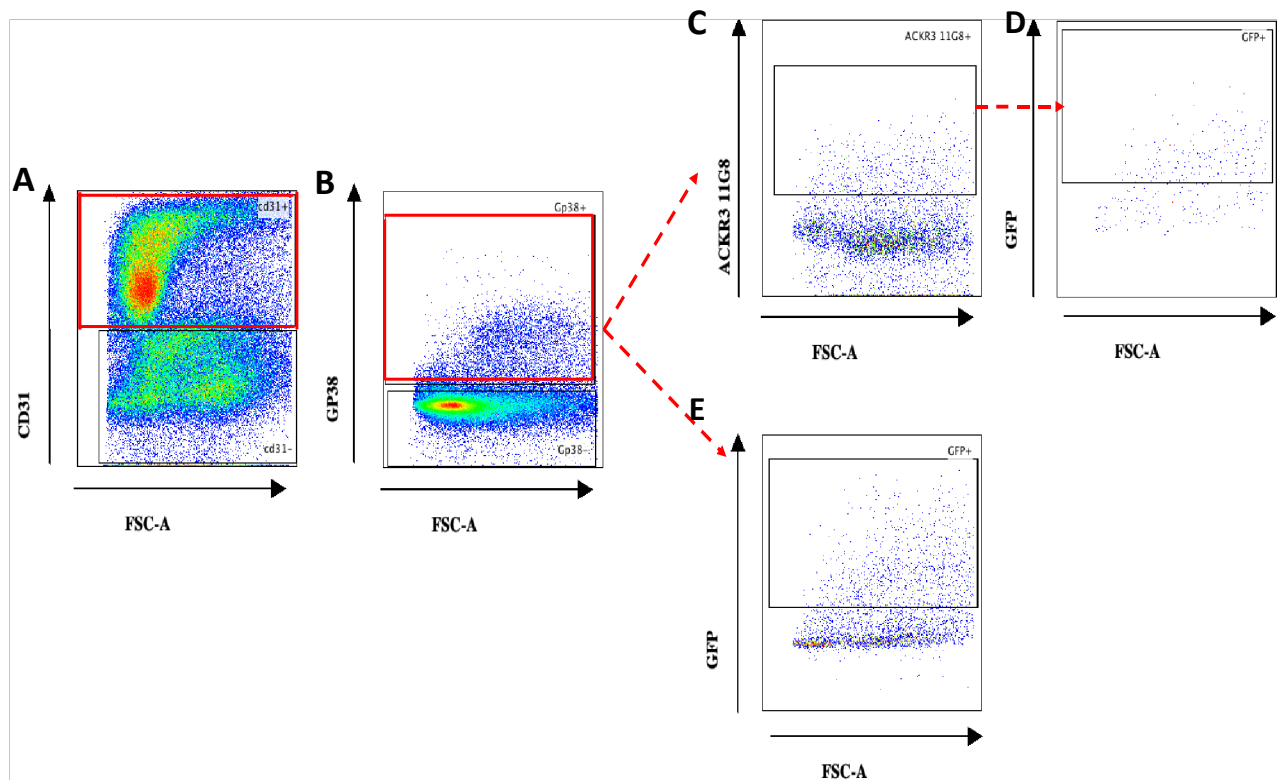 A
CD31
cd31+
cd31-
FSC-A
B
GP38
Gp38+
Gp38-
FSC-A
C
ACKR3 11G8
ACKR3 11G8+
FSC-A
D
GFP
GFP+
FSC-A
E
GFP
GFP+
FSC-A